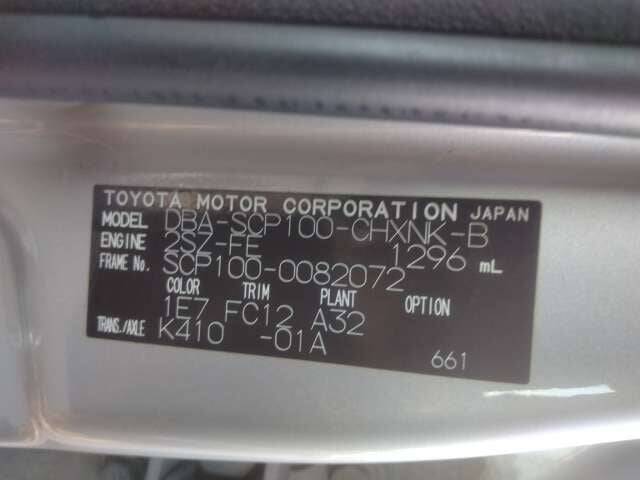 TOYOTA MOTOR CORPORATION JAPAN
MODEL DBA-SCP100-CHXNK-B
ENGINE 2SZ-FE 1296 mL
FRAME No. SCP100-0082072
COLOR TRIM PLANT OPTION
1E7 FC12 A32
TRANS./AXLE K410 -01A
661